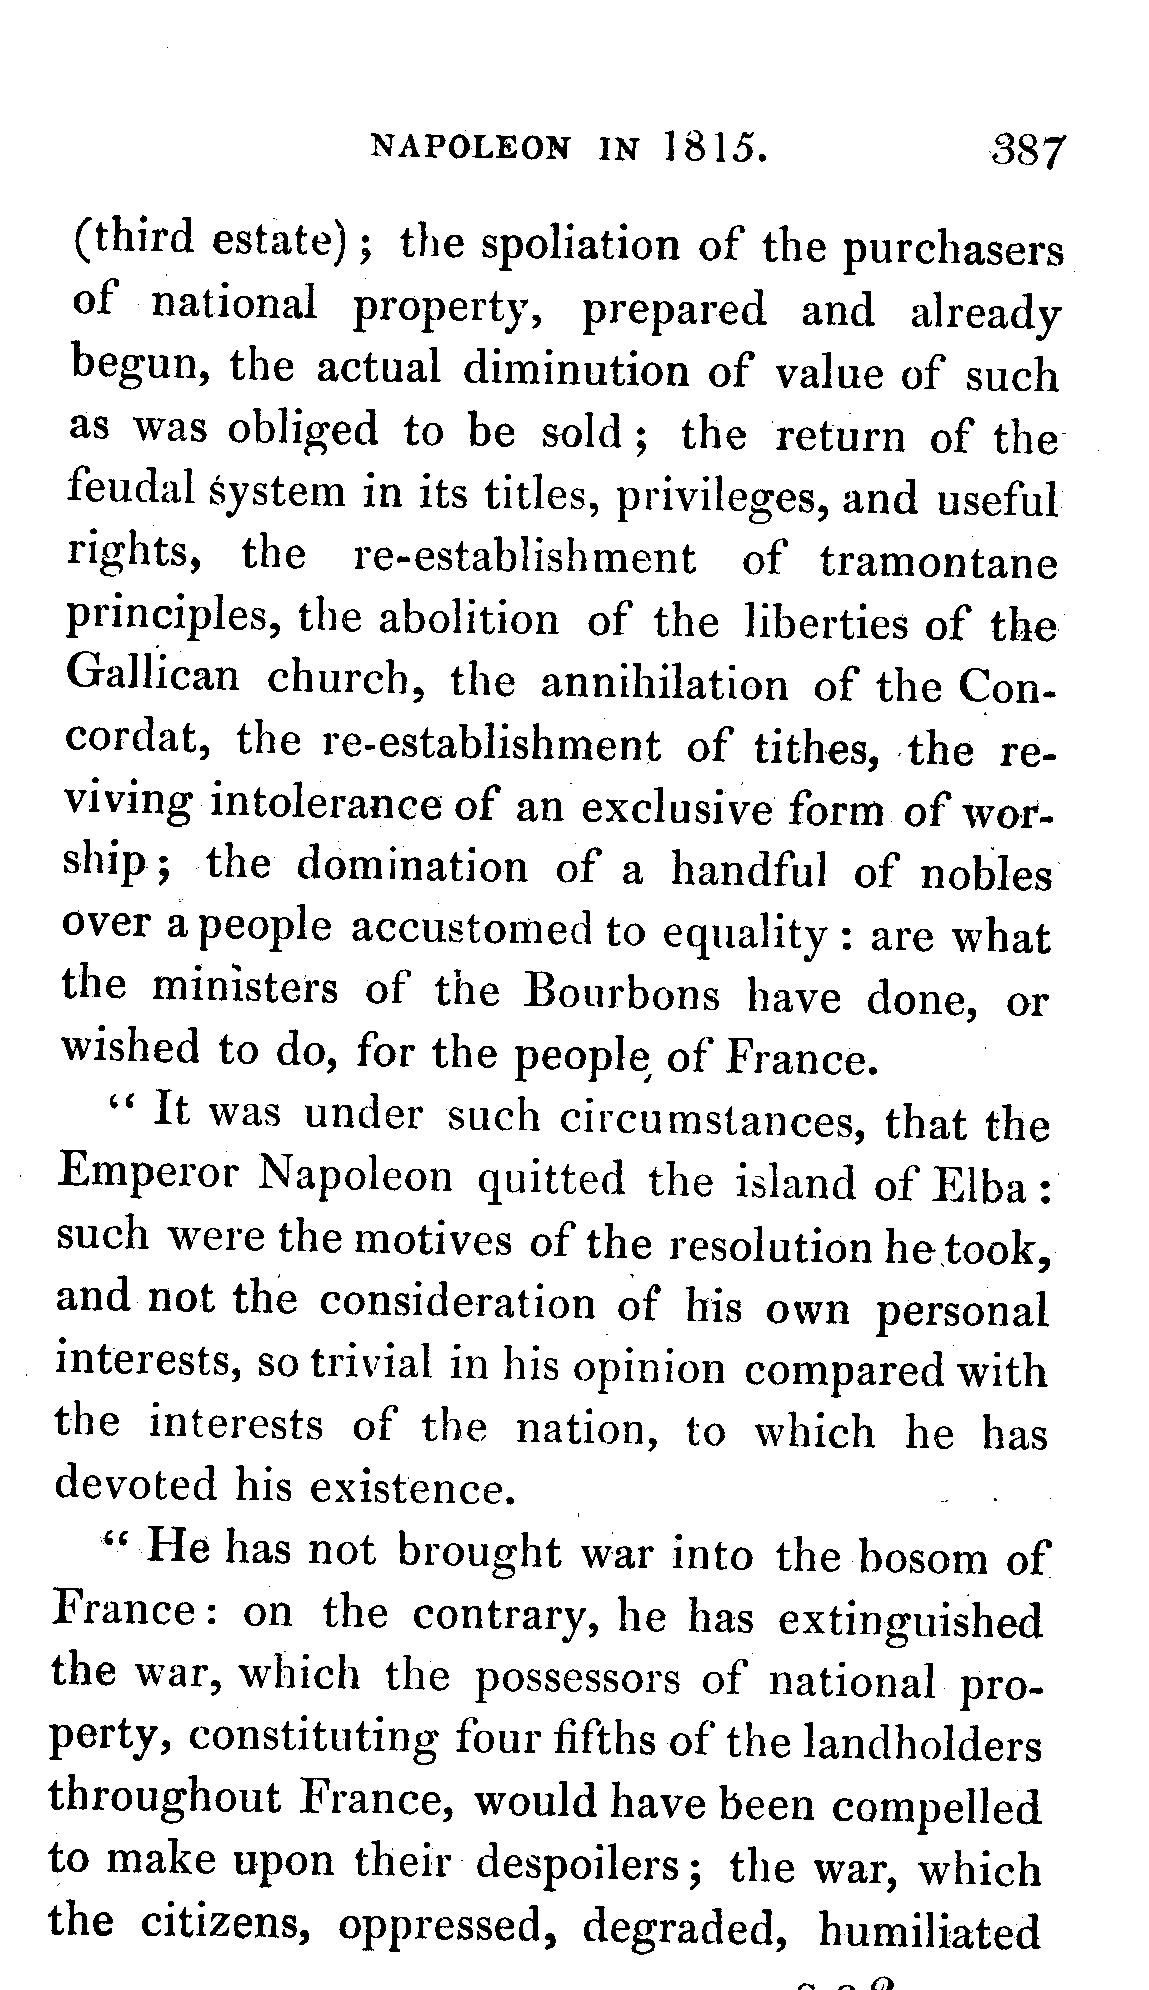 NAPOLEON IN 1815. 387
(third estate) ; the spoliation of the purchasers
of national property, prepared and already
begun, the actual diminution of value of such
as was obliged to be sold ; the return of the
feudal system in its titles, privileges, and useful
rights, the re-establishment of tramontane
principles, the abolition of the liberties of the
Gallican church, the annihilation of the Con-
cordat, the re-establishment of tithes, the re-
viving intolerance of an exclusive form of wor-
ship ; the domination of a handful of nobles
over a people accustomed to equality : are what
the ministers of the Bourbons have done, or
wished to do, for the people of France.
“ It was under such circumstances, that the
Emperor Napoleon quitted the island of Elba :
such were the motives of the resolution he took,
and not the consideration of his own personal
interests, so trivial in his opinion compared with
the interests of the nation, to which he has
devoted his existence.
“ He has not brought war into the bosom of
France : on the contrary, he has extinguished
the war, which the possessors of national pro-
perty, constituting four fifths of the landholders
throughout France, would have been compelled
to make upon their despoilers ; the war, which
the citizens, oppressed, degraded, humiliated